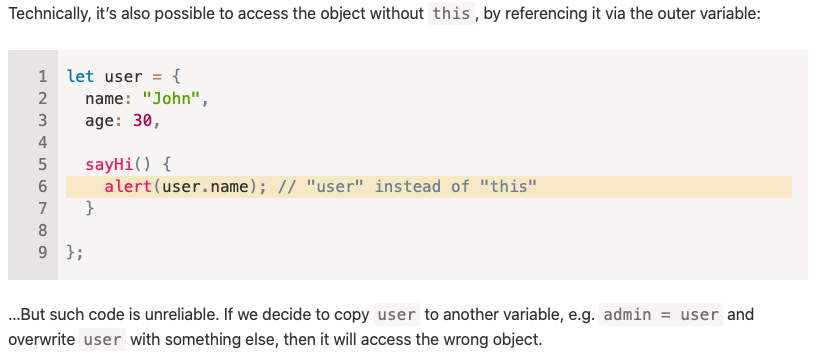 Technically, it’s also possible to access the object without this, by referencing it via the outer variable:
1 let user = {
2   name: "John",
3   age: 30,
4
5   sayHi() {
6     alert(user.name); // "user" instead of "this"
7   }
8
9 };
...But such code is unreliable. If we decide to copy user to another variable, e.g. admin = user and
overwrite user with something else, then it will access the wrong object.